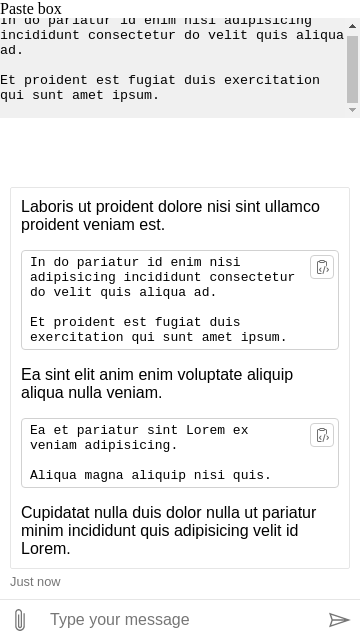 Paste box
In do pariatur id enim nisi adipisicing
incididunt consectetur do velit quis aliqua
ad.
Et proident est fugiat duis exercitation
qui sunt amet ipsum.
Laboris ut proident dolore nisi sint ullamco
proident veniam est.
In do pariatur id enim nisi
adipisicing incididunt consectetur
do velit quis aliqua ad.
Et proident est fugiat duis
exercitation qui sunt amet ipsum.
Ea sint elit anim enim voluptate aliquip
aliqua nulla veniam.
Ea et pariatur sint Lorem ex
veniam adipisicing.
Aliqua magna aliquip nisi quis.
Cupidatat nulla duis dolor nulla ut pariatur
minim incididunt quis adipisicing velit id
Lorem.
Just now
Type your message